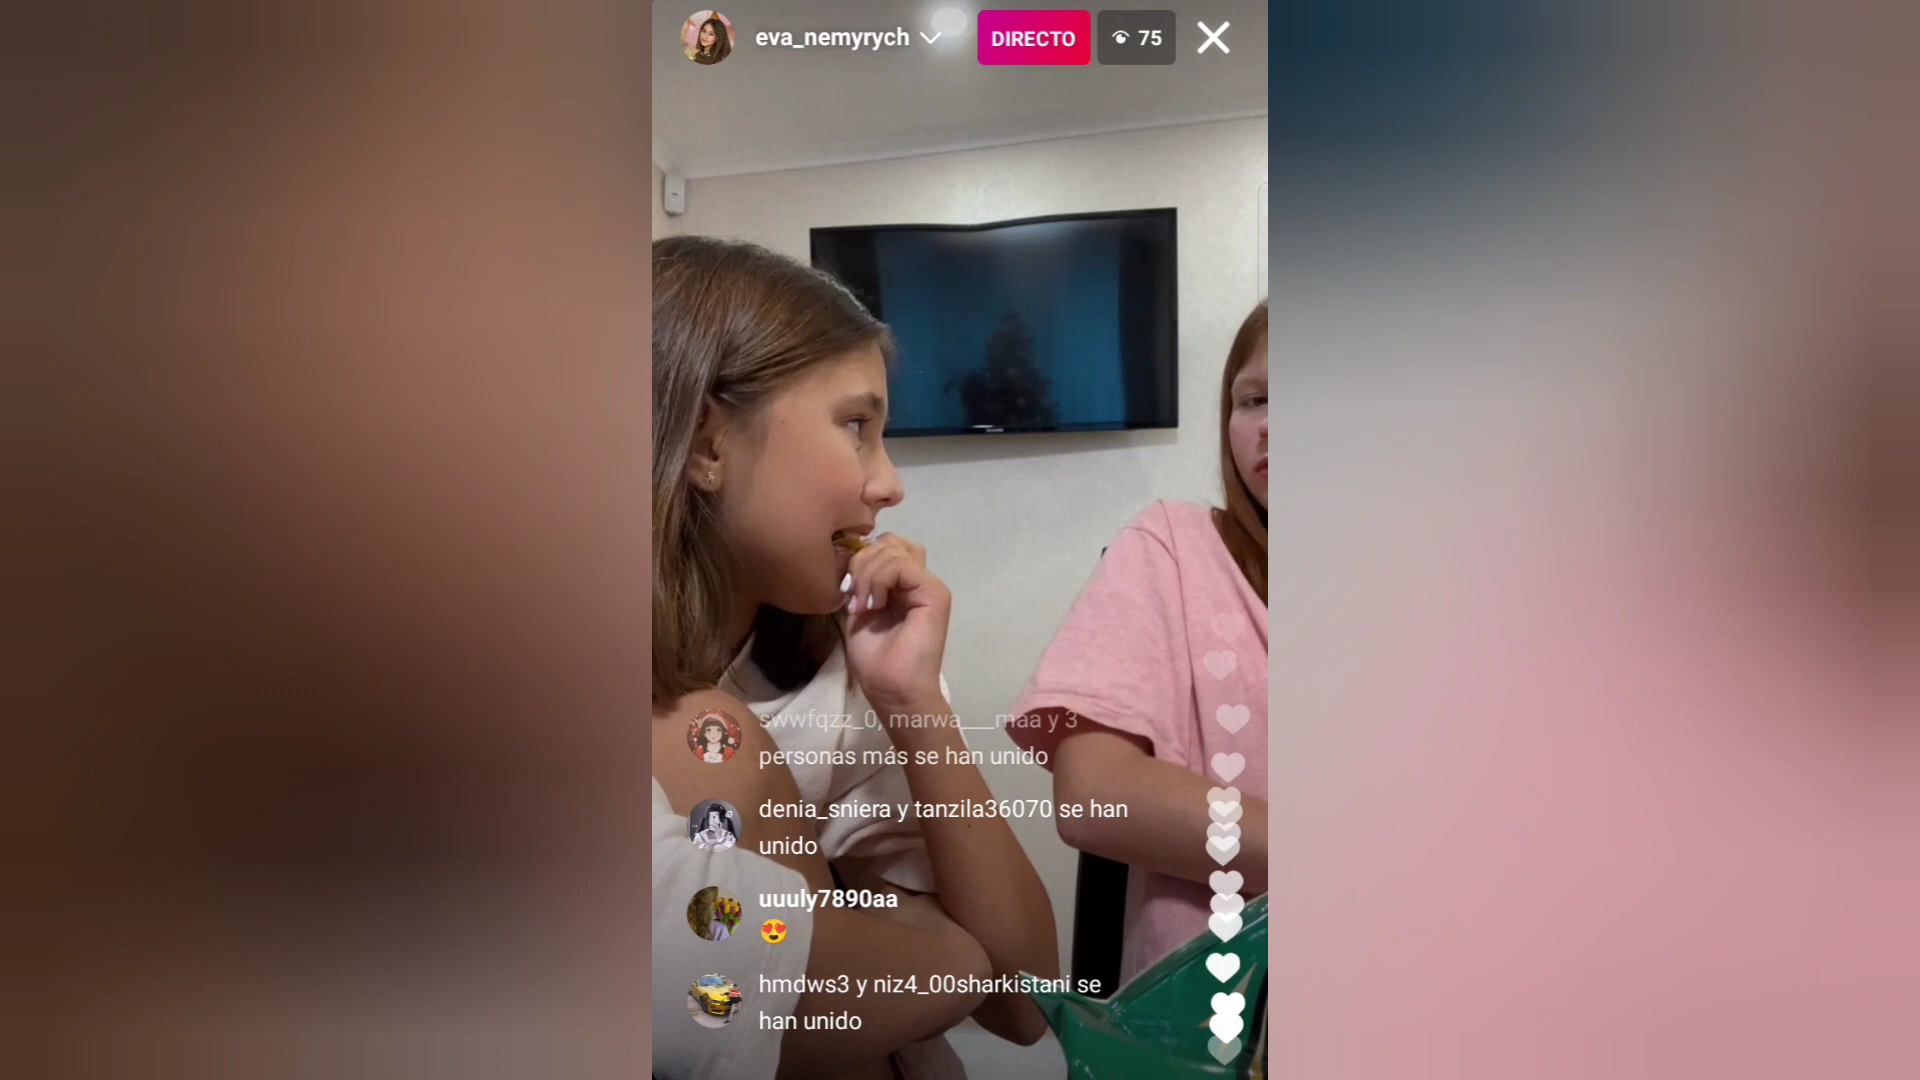 eva_nemyrych
DIRECTO
75
swwfqzz_0, marwa___maa y 3
personas más se han unido
denia_sniera y tanzila36070 se han
unido
uuuly7890aa
😍
hmdws3 y niz4_00sharkistani se
han unido